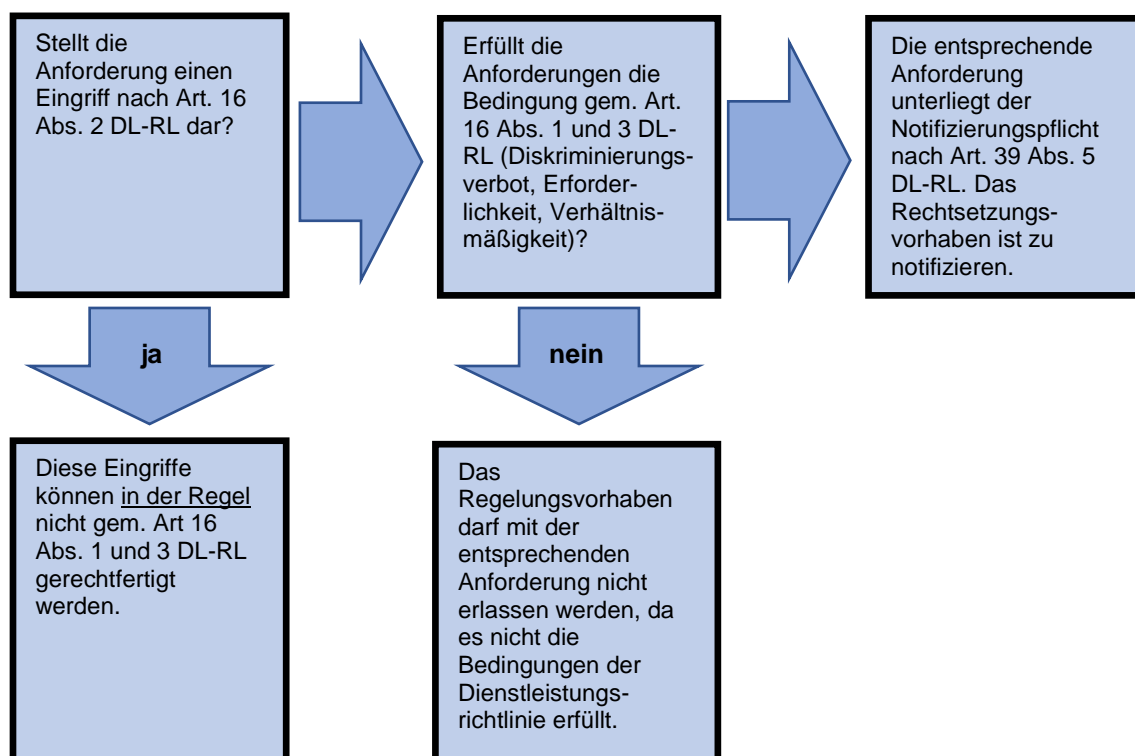 Stellt die
Anforderung einen
Eingriff nach Art. 16
Abs. 2 DL-RL dar?
Erfüllt die
Anforderungen die
Bedingung gem. Art.
16 Abs. 1 und 3 DL-
RL (Diskriminierungs-
verbot, Erforder-
lichkeit, Verhältnis-
mäßigkeit)?
Die entsprechende
Anforderung
unterliegt der
Notifizierungspflicht
nach Art. 39 Abs. 5
DL-RL. Das
Rechtsetzungs-
vorhaben ist zu
notifizieren.
ja
nein
Diese Eingriffe
können in der Regel
nicht gem. Art 16
Abs. 1 und 3 DL-RL
gerechtfertigt
werden.
Das
Regelungsvorhaben
darf mit der
entsprechenden
Anforderung nicht
erlassen werden, da
es nicht die
Bedingungen der
Dienstleistungs-
richtlinie erfüllt.